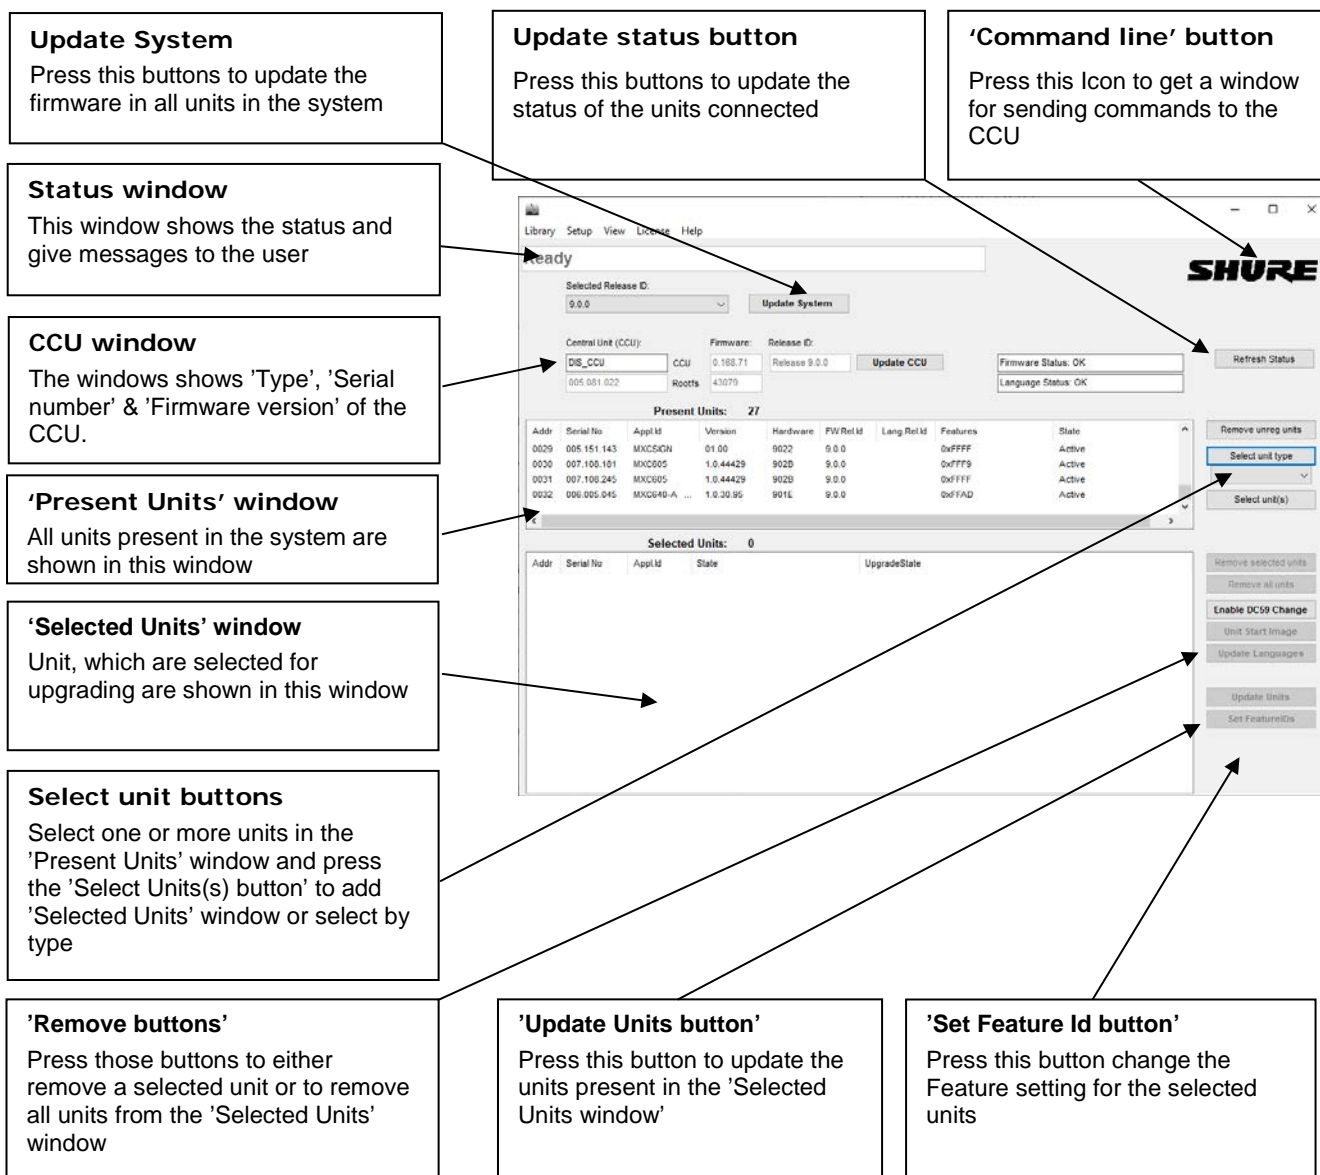 Update System
Press this buttons to update the
firmware in all units in the system
Update status button
Press this buttons to update the
status of the units connected
‘Command line’ button
Press this Icon to get a window
for sending commands to the
CCU
Status window
This window shows the status and
give messages to the user
CCU window
The windows shows ’Type’, ’Serial
number’ & ’Firmware version’ of the
CCU.
‘Present Units’ window
All units present in the system are
shown in this window
‘Selected Units’ window
Unit, which are selected for
upgrading are shown in this window
Select unit buttons
Select one or more units in the
’Present Units’ window and press
the ’Select Units(s) button’ to add
’Selected Units’ window or select by
type
Library Setup View License Help
Ready
SHURE
Selected Release ID:
9.0.0 Update System
Central Unit (CCU): Firmware: Release ID:
DIS_CCU CCU 0.168.71 Release 9.0.0 Update CCU Firmware Status: OK Refresh Status
005.081.022 Rootfs 43079 Language Status: OK
Present Units: 27
Addr Serial No Appl.Id Version Hardware FW.Rel.Id Lang.Rel.Id Features State Remove unreg units
0029 005.151.143 MXCSIGN 01.00 9022 9.0.0 0xFFFF Active
Select unit type
0030 007.108.181 MXC605 1.0.44429 902B 9.0.0 0xFFF9 Active
0031 007.108.245 MXC605 1.0.44429 902B 9.0.0 0xFFFF Active
0032 006.005.045 MXC640-A ... 1.0.30.95 901E 9.0.0 0xFFAD Active Select unit(s)
Selected Units: 0
Addr Serial No Appl.Id State UpgradeState
Remove selected units
Remove all units
Enable DC59 Change
Unit Start Image
Update Languages
Update Units
Set FeatureIDs
’Remove buttons’
Press those buttons to either
remove a selected unit or to remove
all units from the ’Selected Units’
window
’Update Units button’
Press this button to update the
units present in the ’Selected
Units window’
’Set Feature Id button’
Press this button change the
Feature setting for the selected
units